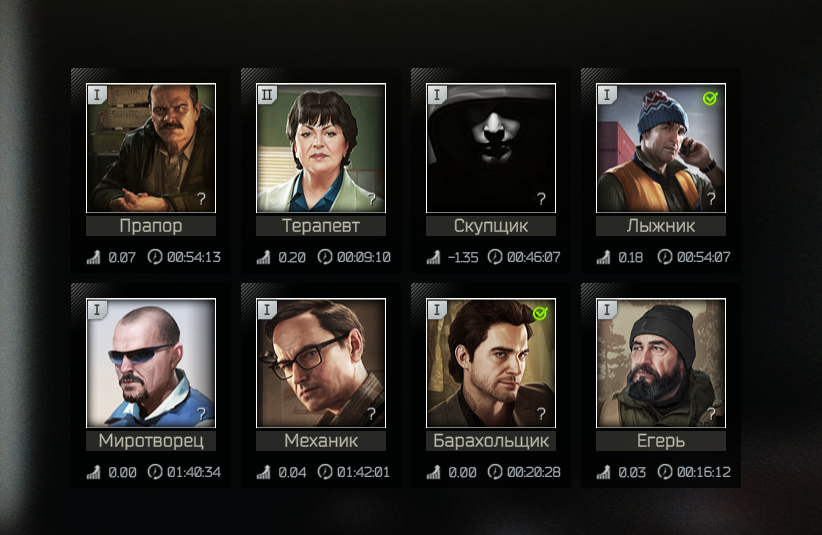 I II I I
? ? ? ?
Прапор Терапевт Скупщик Лыжник
0.07 00:54:13 0.20 00:09:10 -1.35 00:46:07 0.18 00:54:07
I I I I
? ? ? ?
Миротворец Механик Барахольщик Егерь
0.00 01:40:34 0.04 01:42:01 0.00 00:20:28 0.03 00:16:12